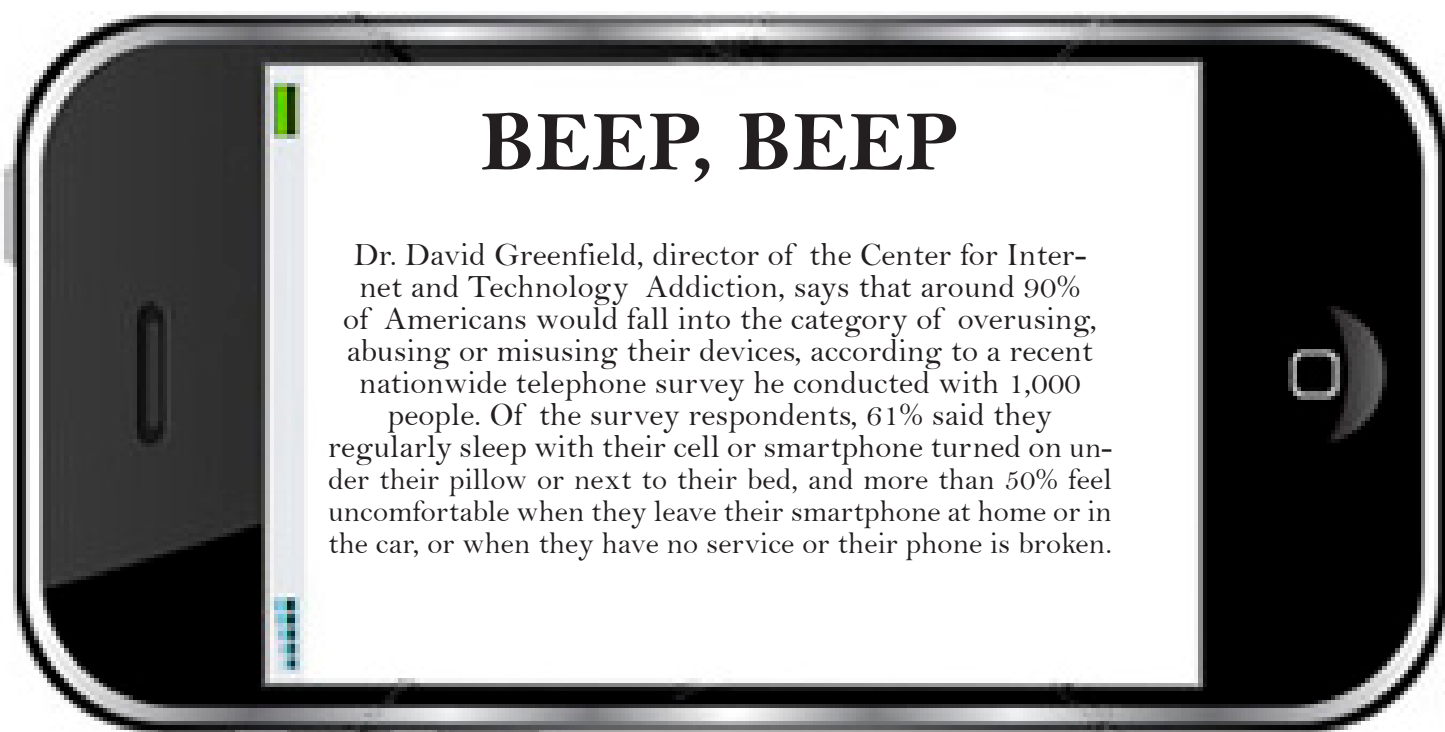 BEEP, BEEP
Dr. David Greenfield, director of the Center for Inter-
net and Technology Addiction, says that around 90%
of Americans would fall into the category of overusing,
abusing or misusing their devices, according to a recent
nationwide telephone survey he conducted with 1,000
people. Of the survey respondents, 61% said they
regularly sleep with their cell or smartphone turned on un-
der their pillow or next to their bed, and more than 50% feel
uncomfortable when they leave their smartphone at home or in
the car, or when they have no service or their phone is broken.